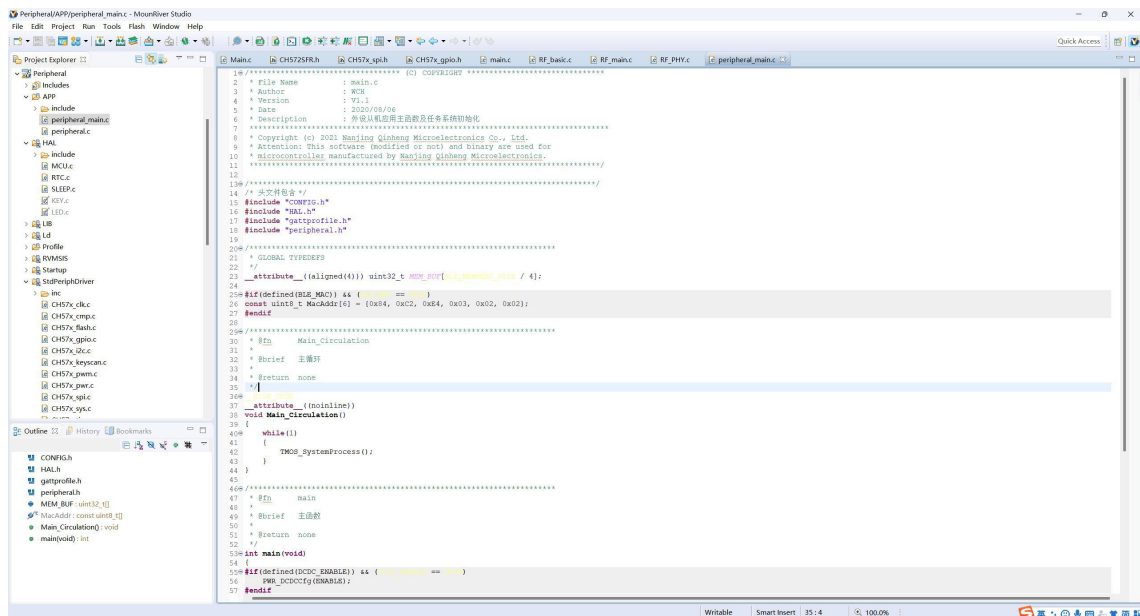 Peripheral/APP/peripheral_main.c - MounRiver Studio
File Edit Project Run Tools Flash Window Help
Quick Access
Project Explorer
Peripheral
Includes
APP
include
peripheral_main.c
peripheral.c
HAL
include
MCU.c
RTC.c
SLEEP.c
KEY.c
LED.c
LIB
Ld
Profile
RVMSIS
Startup
StdPeriphDriver
inc
CH57x_clk.c
CH57x_cmp.c
CH57x_flash.c
CH57x_gpio.c
CH57x_i2c.c
CH57x_keyscan.c
CH57x_pwm.c
CH57x_pwr.c
CH57x_spi.c
CH57x_sys.c
Outline History Bookmarks
CONFIG.h
HAL.h
gattprofile.h
peripheral.h
MEM_BUF : uint32_t[]
MacAddr : const uint8_t[]
Main_Circulation() : void
main(void) : int
Main.c CH572SFR.h CH57x_spi.h CH57x_gpio.h main.c RF_basic.c RF_main.c RF_PHY.c peripheral_main.c
1 /********************************** (C) COPYRIGHT *******************************
2 * File Name : main.c
3 * Author : WCH
4 * Version : V1.1
5 * Date : 2020/08/06
6 * Description : 外设从机应用主函数及任务系统初始化
7 *********************************************************************************
8 * Copyright (c) 2021 Nanjing Qinheng Microelectronics Co., Ltd.
9 * Attention: This software (modified or not) and binary are used for
10 * microcontroller manufactured by Nanjing Qinheng Microelectronics.
11 *******************************************************************************/
12
13 /******************************************************************************/
14 /* 头文件包含 */
15 #include "CONFIG.h"
16 #include "HAL.h"
17 #include "gattprofile.h"
18 #include "peripheral.h"
19
20 /*********************************************************************
21 * GLOBAL TYPEDEFS
22 */
23 __attribute__((aligned(4))) uint32_t MEM_BUF[ / 4];
24
25 #if(defined(BLE_MAC)) && ( == )
26 const uint8_t MacAddr[6] = {0x84, 0xC2, 0xE4, 0x03, 0x02, 0x02};
27 #endif
28
29 /*********************************************************************
30 * @fn Main_Circulation
31 *
32 * @brief 主循环
33 *
34 * @return none
35 */
36
37 __attribute__((noinline))
38 void Main_Circulation()
39 {
40 while(1)
41 {
42 TMOS_SystemProcess();
43 }
44 }
45
46 /*********************************************************************
47 * @fn main
48 *
49 * @brief 主函数
50 *
51 * @return none
52 */
53 int main(void)
54 {
55 #if(defined(DCDC_ENABLE)) && ( == )
56 PWR_DCDCCfg(ENABLE);
57 #endif
Writable Smart Insert 35 : 4 100.0%
英